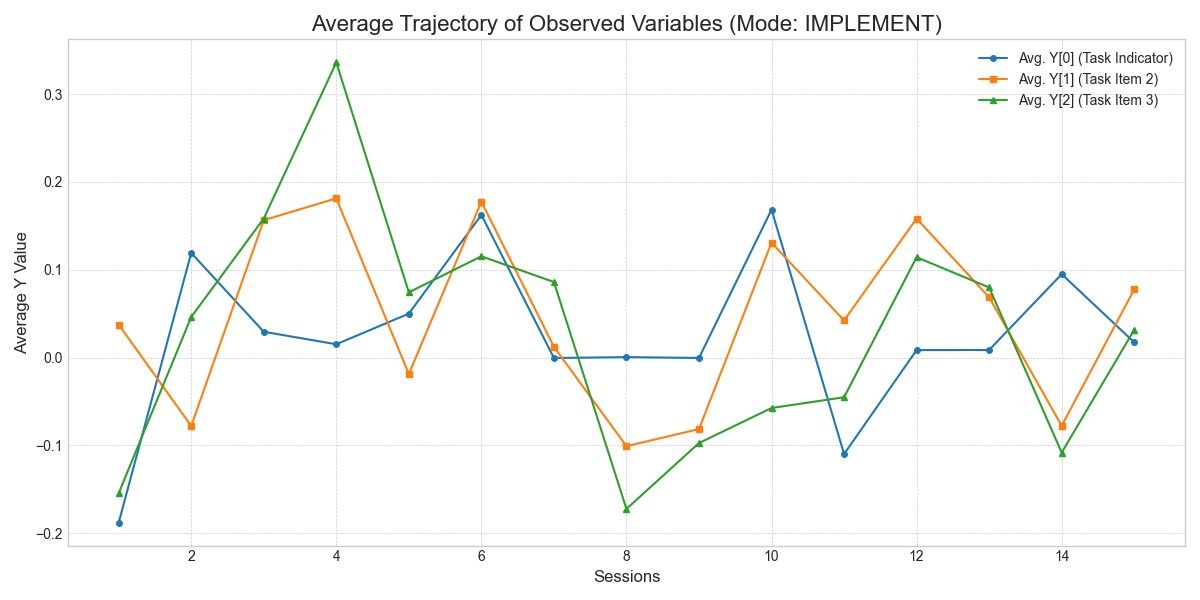 Average Trajectory of Observed Variables (Mode: IMPLEMENT)
Avg. Y[0] (Task Indicator)
Avg. Y[1] (Task Item 2)
Avg. Y[2] (Task Item 3)
Average Y Value
0.3
0.2
0.1
0.0
−0.1
−0.2
2 4 6 8 10 12 14
Sessions